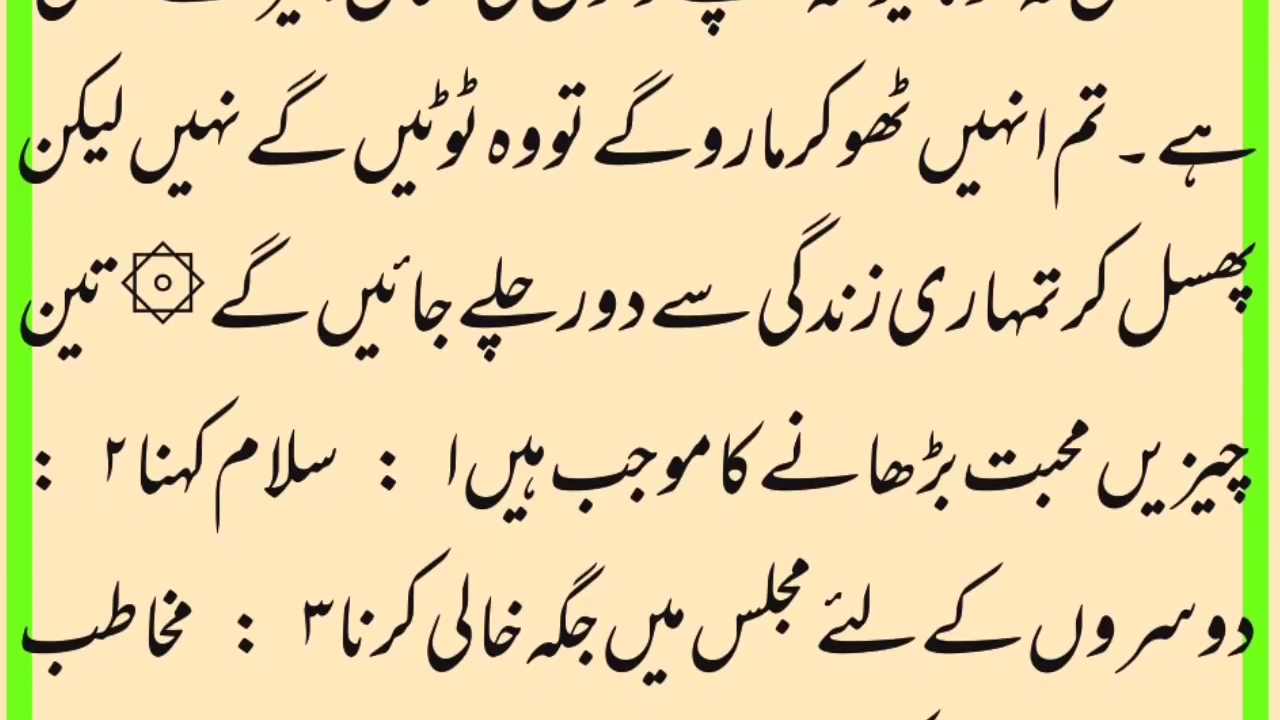 ہے۔ تم انہیں ٹھوکر مارو گے تو وہ ٹوٹیں گے نہیں لیکن
پھسل کر تمہاری زندگی سے دور چلے جائیں گے ۞ تین
چیزیں محبت بڑھانے کا موجب ہیں ۱ : سلام کہنا ۲ :
دوسروں کے لئے مجلس میں جگہ خالی کرنا ۳ : مخاطب